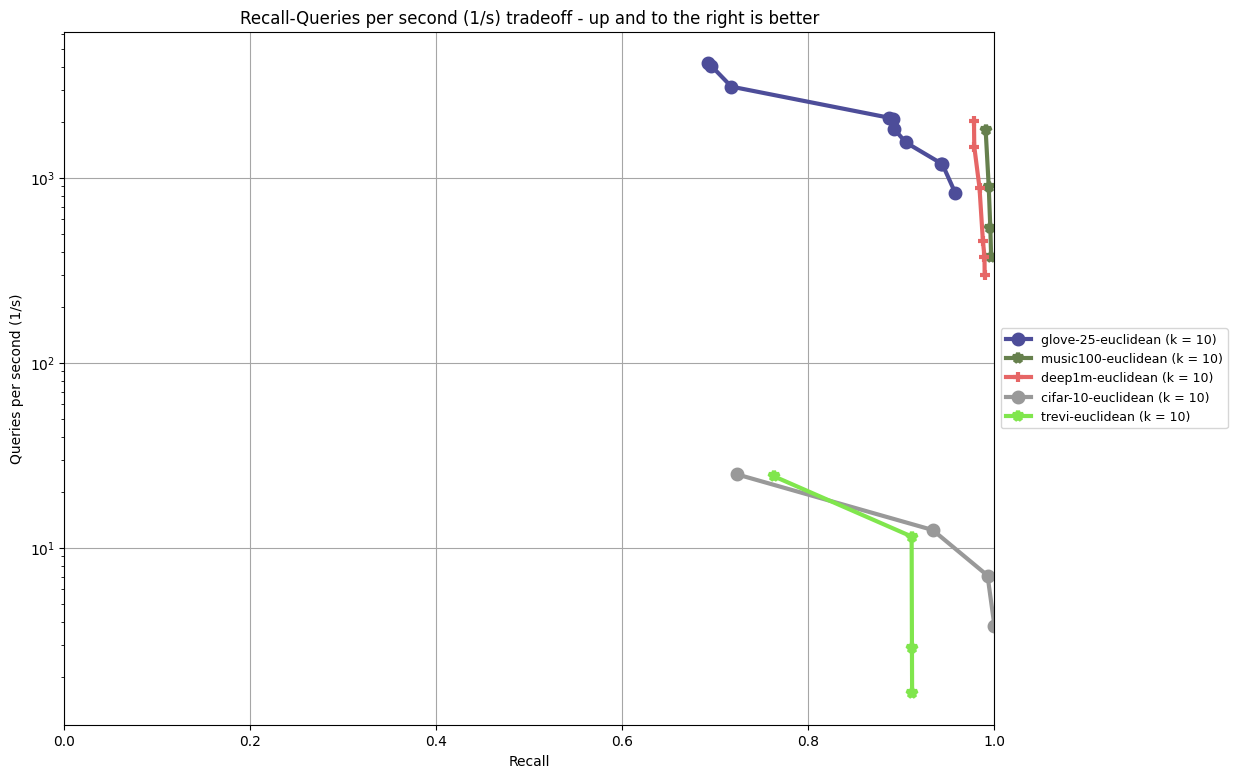 Recall-Queries per second (1/s) tradeoff - up and to the right is better
Queries per second (1/s)
10³
10²
10¹
0.0 0.2 0.4 0.6 0.8 1.0
Recall
glove-25-euclidean (k = 10)
music100-euclidean (k = 10)
deep1m-euclidean (k = 10)
cifar-10-euclidean (k = 10)
trevi-euclidean (k = 10)